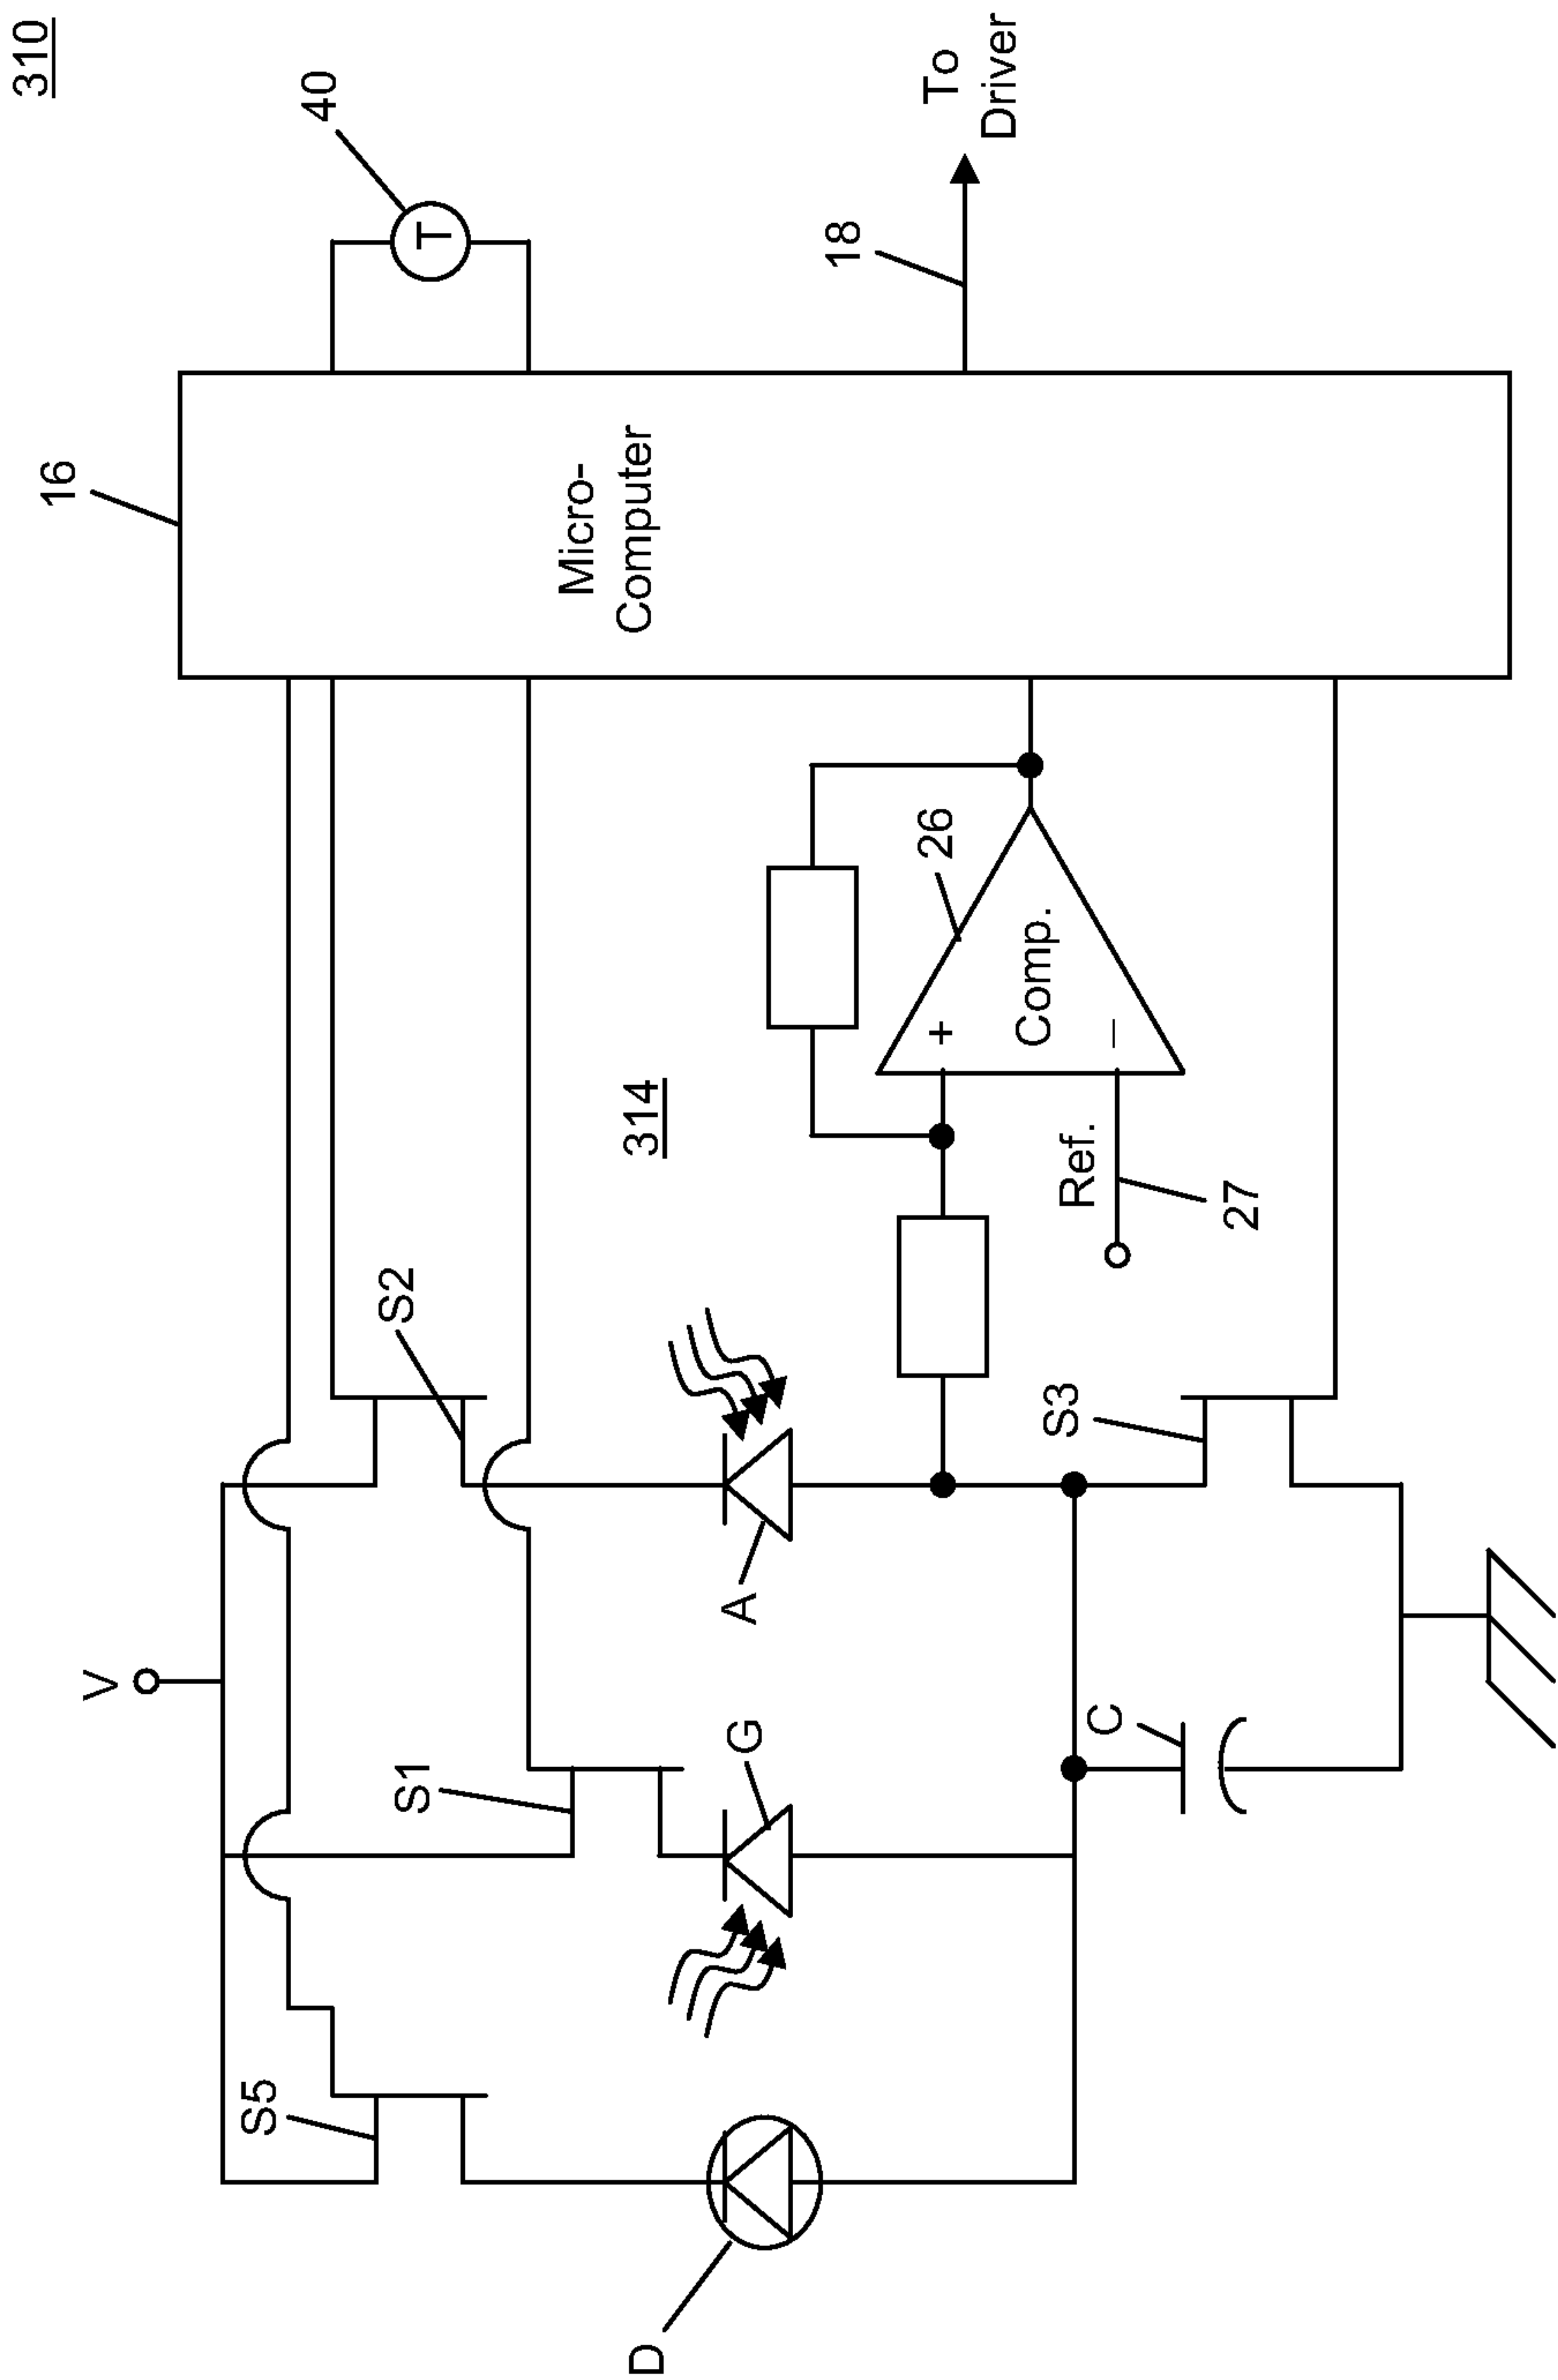 310
16
40
V
S5
S1
S2
Micro-
Computer
T
18
To
Driver
314
D
G
A
26
+
Comp.
−
Ref.
27
S3
C